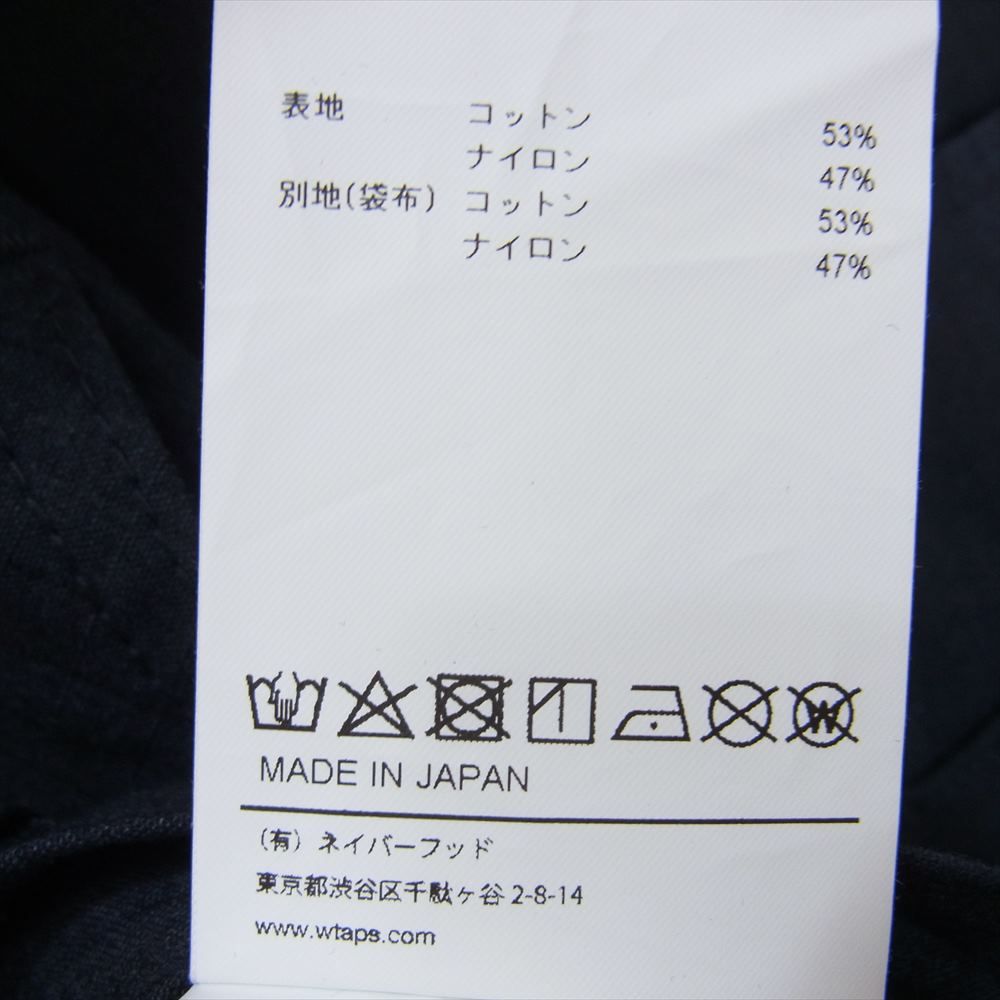 表地 コットン 53%
ナイロン 47%
別地(袋布) コットン 53%
ナイロン 47%
W
MADE IN JAPAN
(有) ネイバーフッド
東京都渋谷区千駄ヶ谷 2-8-14
www.wtaps.com